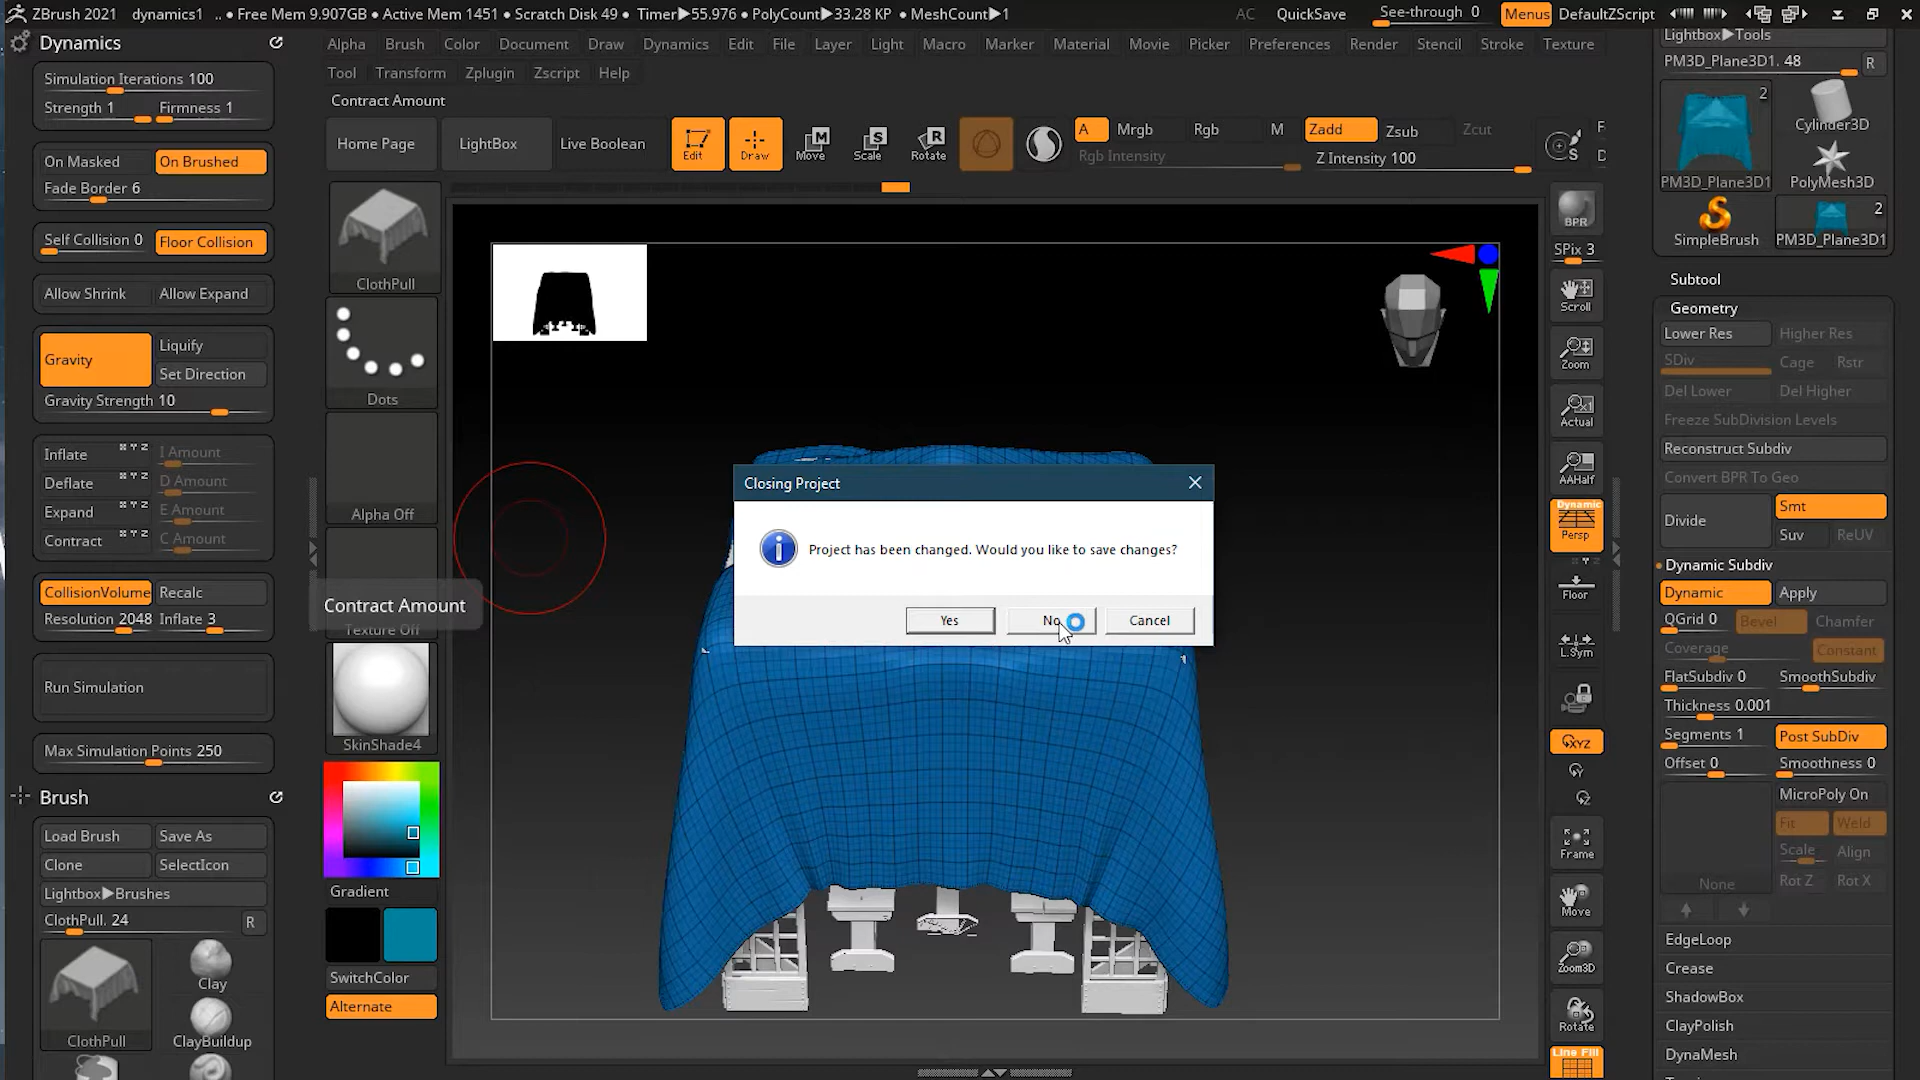 ZBrush 2021 dynamics1 .. • Free Mem 9.907GB • Active Mem 1451 • Scratch Disk 49 • Timer▶55.976 • PolyCount▶33.28 KP • MeshCount▶1 AC QuickSave See-through 0 Menus DefaultZScript
Dynamics
Alpha Brush Color Document Draw Dynamics Edit File Layer Light Macro Marker Material Movie Picker Preferences Render Stencil Stroke Texture
Tool Transform Zplugin Zscript Help
Contract Amount
Simulation Iterations 100
Strength 1 Firmness 1
On Masked On Brushed
Fade Border 6
Self Collision 0 Floor Collision
Allow Shrink Allow Expand
Gravity Liquify
Set Direction
Gravity Strength 10
Inflate X Y Z I Amount
Deflate X Y Z D Amount
Expand X Y Z E Amount
Contract X Y Z C Amount
CollisionVolume Recalc
Resolution 2048 Inflate 3
Run Simulation
Max Simulation Points 250
Brush
Load Brush Save As
Clone SelectIcon
Lightbox▶Brushes
ClothPull. 24 R
ClothPull Clay
ClayBuildup
Home Page LightBox Live Boolean Edit Draw Move Scale Rotate
M S R
A Mrgb Rgb M Zadd Zsub Zcut
Rgb Intensity Z Intensity 100
S
ClothPull
Dots
Alpha Off
Contract Amount
Texture Off
SkinShade4
Gradient
SwitchColor
Alternate
Closing Project
Project has been changed. Would you like to save changes?
Yes No Cancel
BPR
SPix 3
Scroll
Zoom
Actual
AAHalf
Dynamic
Persp
Floor
L.Sym
XYZ
Y
Z
Frame
Move
Zoom3D
Rotate
Line Fill
Lightbox▶Tools
PM3D_Plane3D1. 48 R
2
PM3D_Plane3D1 Cylinder3D
PolyMesh3D
SimpleBrush 2
PM3D_Plane3D1
Subtool
Geometry
Lower Res Higher Res
SDiv Cage Rstr
Del Lower Del Higher
Freeze SubDivision Levels
Reconstruct Subdiv
Convert BPR To Geo
Divide Smt
Suv ReUV
Dynamic Subdiv
Dynamic Apply
QGrid 0 Bevel Chamfer
Coverage Constant
FlatSubdiv 0 SmoothSubdiv
Thickness 0.001
Segments 1 Post SubDiv
Offset 0 Smoothness 0
MicroPoly On
Fit Weld
Scale Align
None Rot Z Rot X
EdgeLoop
Crease
ShadowBox
ClayPolish
DynaMesh